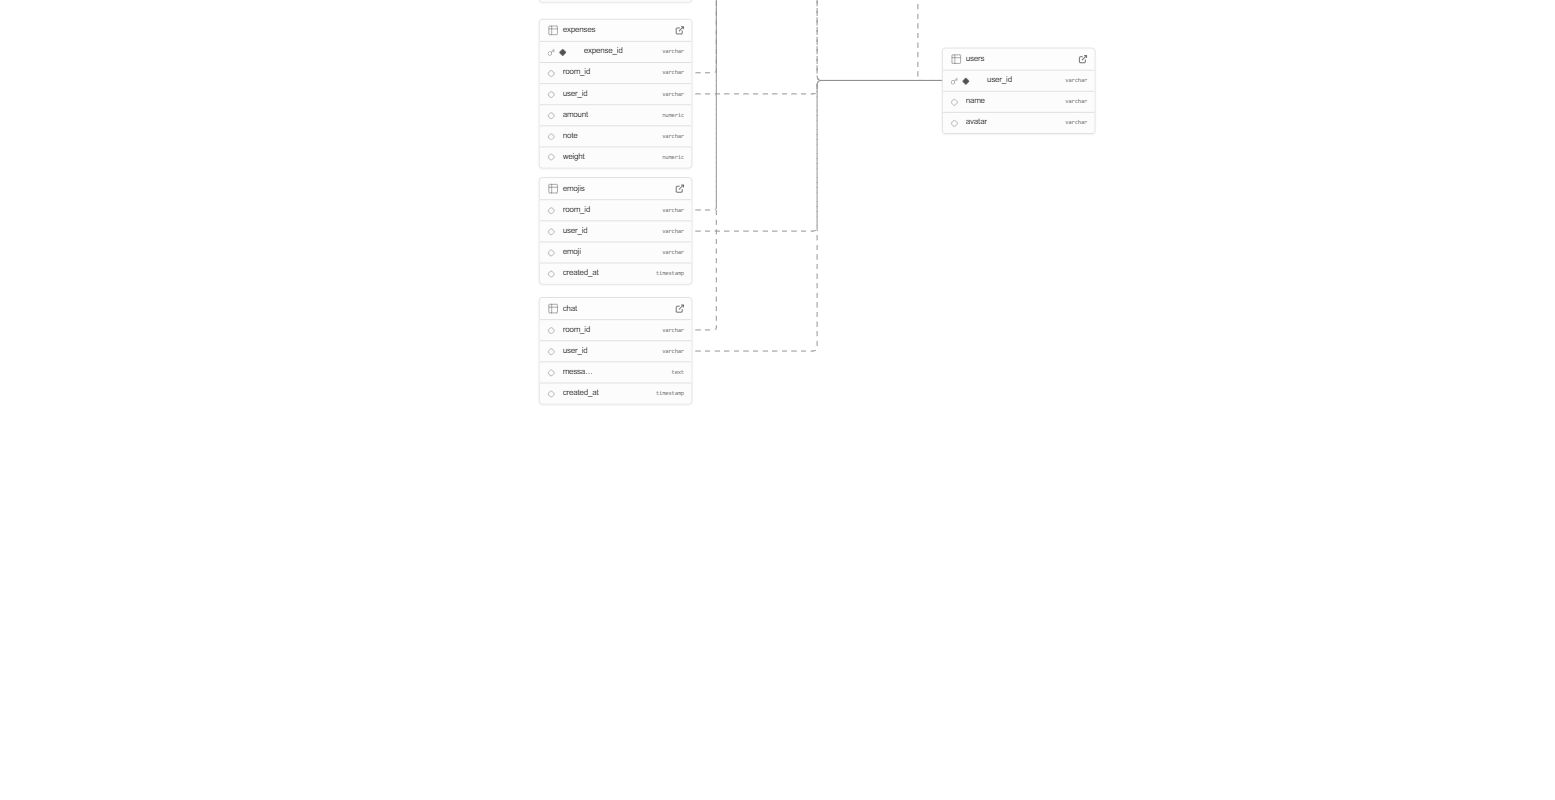 expenses
expense_id varchar
room_id varchar
user_id varchar
amount numeric
note varchar
weight numeric
emojis
room_id varchar
user_id varchar
emoji varchar
created_at timestamp
chat
room_id varchar
user_id varchar
messa... text
created_at timestamp
users
user_id varchar
name varchar
avatar varchar